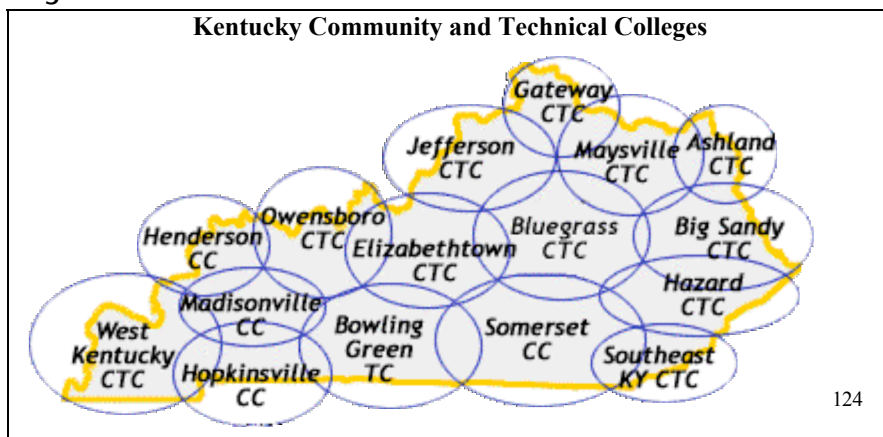 Kentucky Community and Technical Colleges
Gateway
CTC
Jefferson
CTC
Maysville
CTC
Ashland
CTC
Owensboro
CTC
Henderson
CC
Elizabethtown
CTC
Bluegrass
CTC
Big Sandy
CTC
Hazard
CTC
Madisonville
CC
West
Kentucky
CTC
Bowling
Green
TC
Somerset
CC
Southeast
KY CTC
Hopkinsville
CC
124